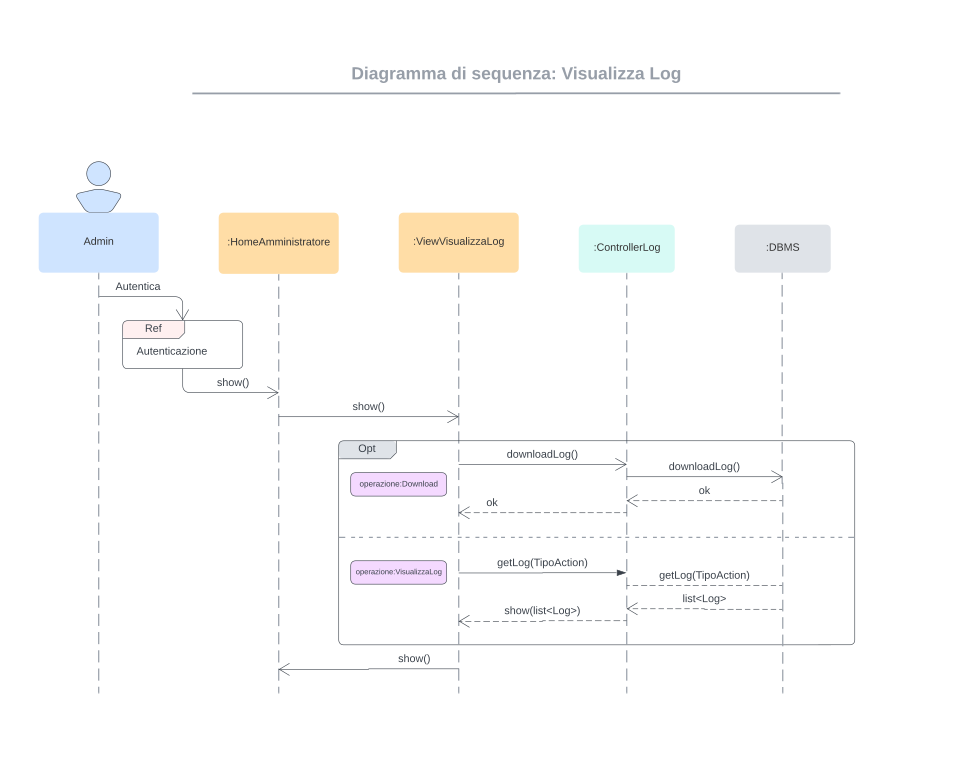 Diagramma di sequenza: Visualizza Log
Admin
:HomeAmministratore
:ViewVisualizzaLog
:ControllerLog
:DBMS
Autentica
Ref
Autenticazione
show()
show()
Opt
downloadLog()
downloadLog()
operazione:Download
ok
ok
getLog(TipoAction)
operazione:VisualizzaLog
getLog(TipoAction)
list<Log>
show(list<Log>)
show()